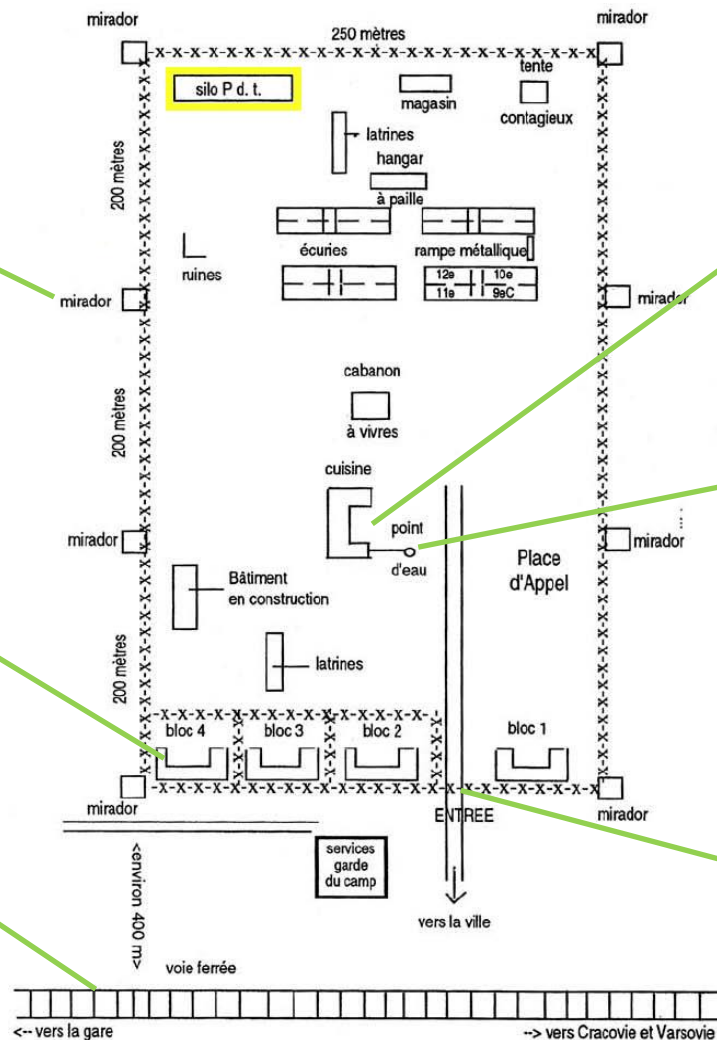 mirador
mirador
250 mètres
tente
silo P d. t.
magasin
contagieux
latrines
200 mètres
hangar
à paille
écuries
rampe métallique
ruines
12e 10e
11e 9eC
mirador
mirador
cabanon
à vivres
200 mètres
cuisine
point
d'eau
mirador
mirador
Place
d'Appel
Bâtiment
en construction
200 mètres
latrines
bloc 4
bloc 3
bloc 2
bloc 1
mirador
ENTREE
mirador
services
garde
du camp
<environ 400 m>
vers la ville
voie ferrée
<-- vers la gare
--> vers Cracovie et Varsovie